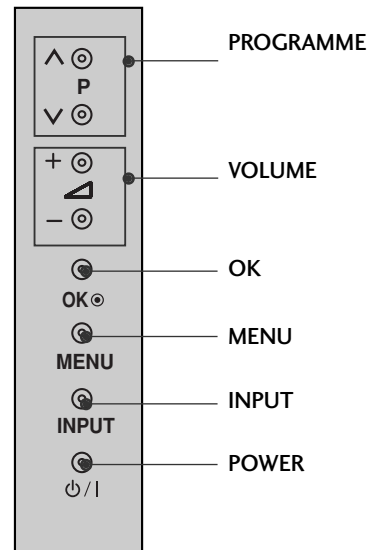 PROGRAMME
P
+
VOLUME
−
OK
OK
MENU
MENU
INPUT
INPUT
POWER
/I